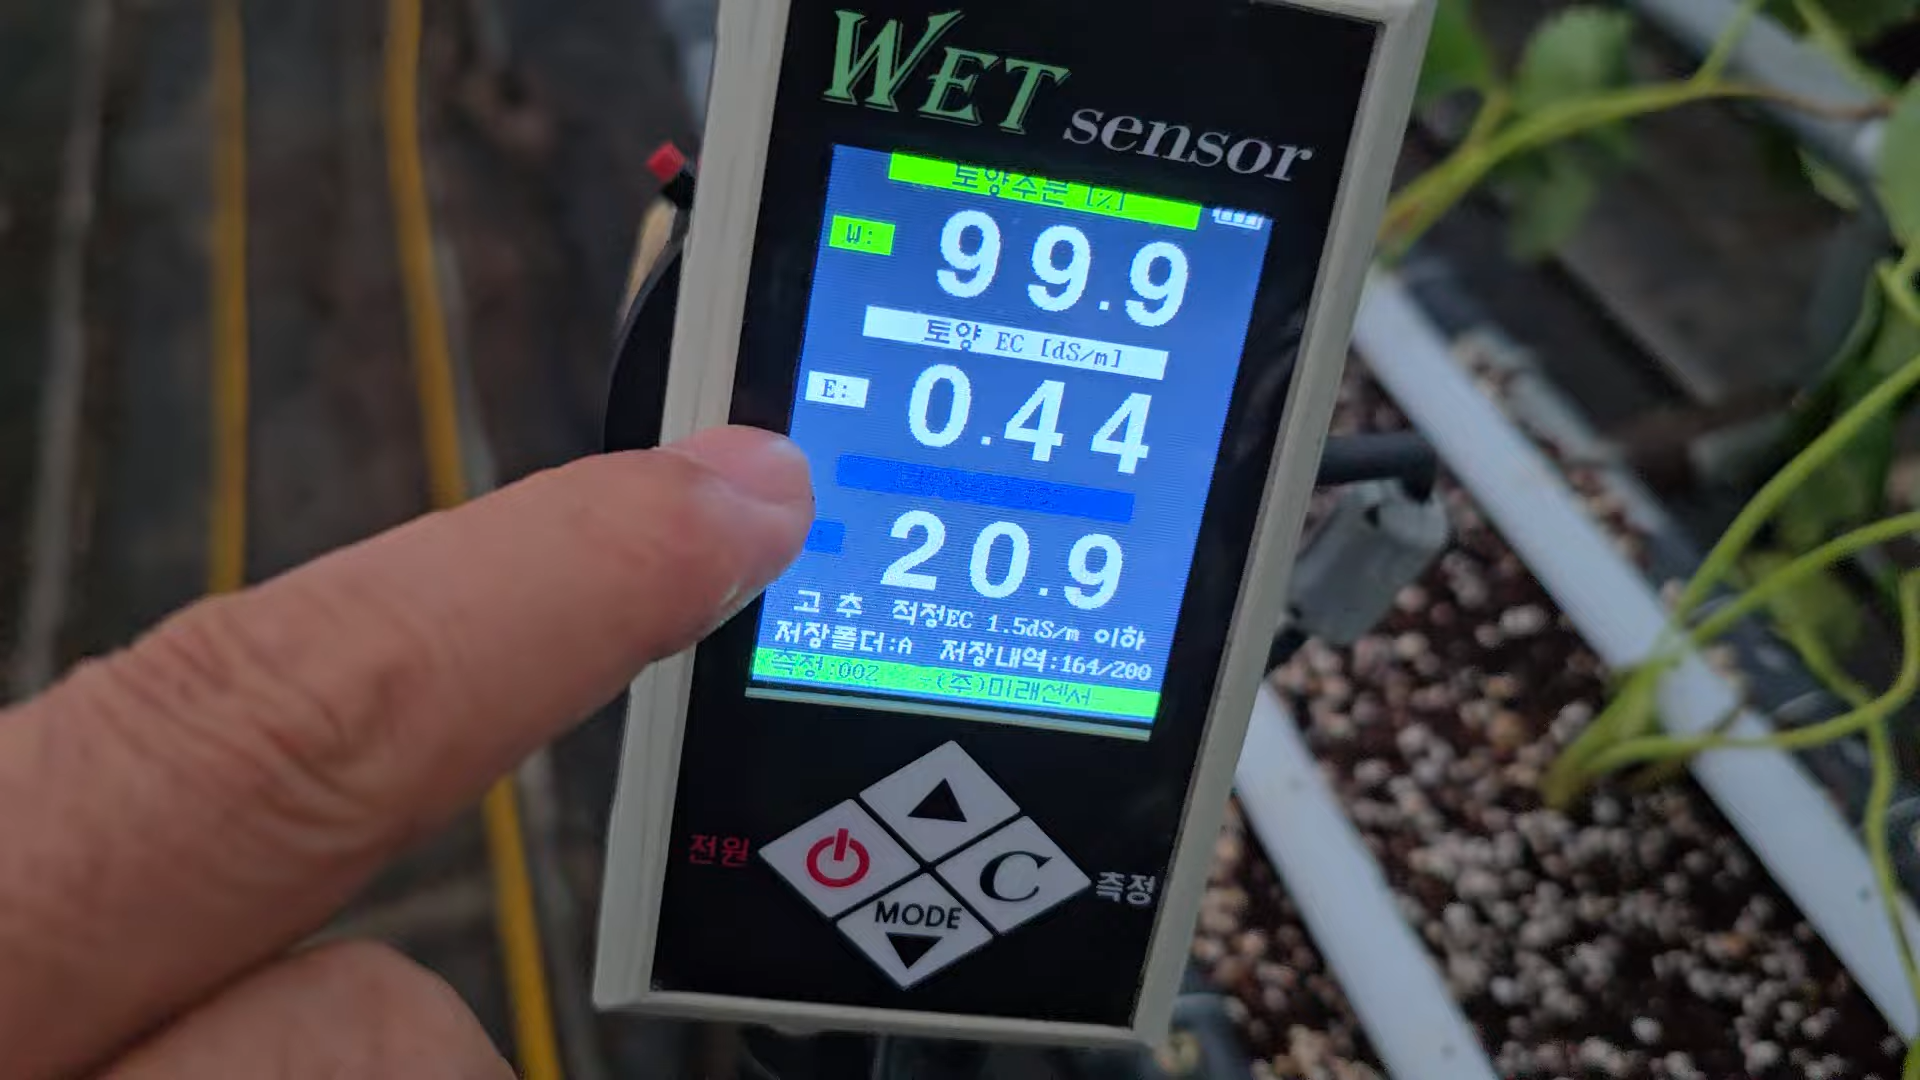 WET sensor
토양수분 [%]
W: 99.9
토양 EC [dS/m]
E: 0.44
20.9
고추 적정EC 1.5dS/m 이하
저장폴더:A 저장내역:164/200
측정:002 -(주)미래센서-
전원
C
측정
MODE